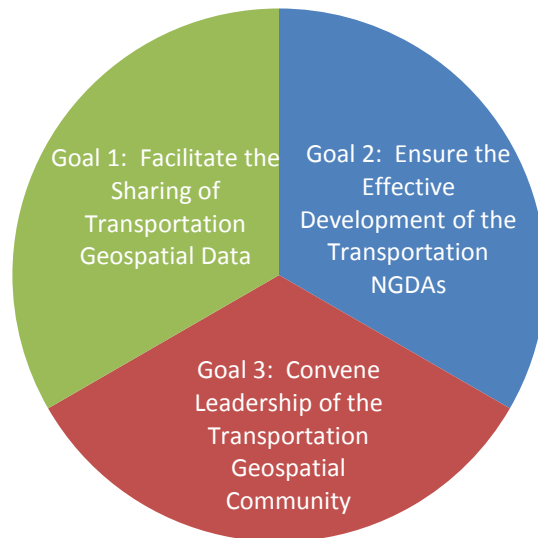 Goal 1:  Facilitate the
Sharing of
Transportation
Geospatial Data
Goal 2:  Ensure the
Effective
Development of the
Transportation
NGDAs
Goal 3:  Convene
Leadership of the
Transportation
Geospatial
Community